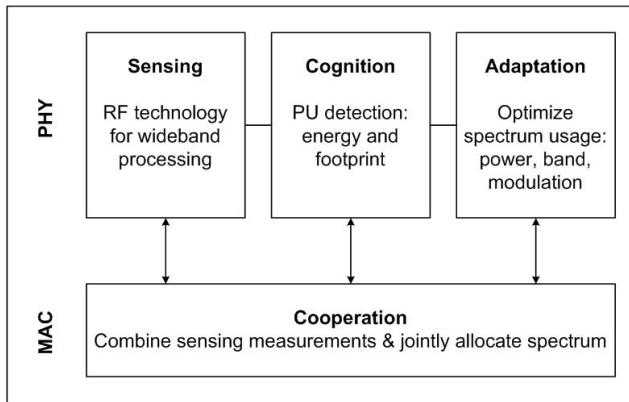 PHY
Sensing
RF technology
for wideband
processing
Cognition
PU detection:
energy and
footprint
Adaptation
Optimize
spectrum usage:
power, band,
modulation
MAC
Cooperation
Combine sensing measurements & jointly allocate spectrum